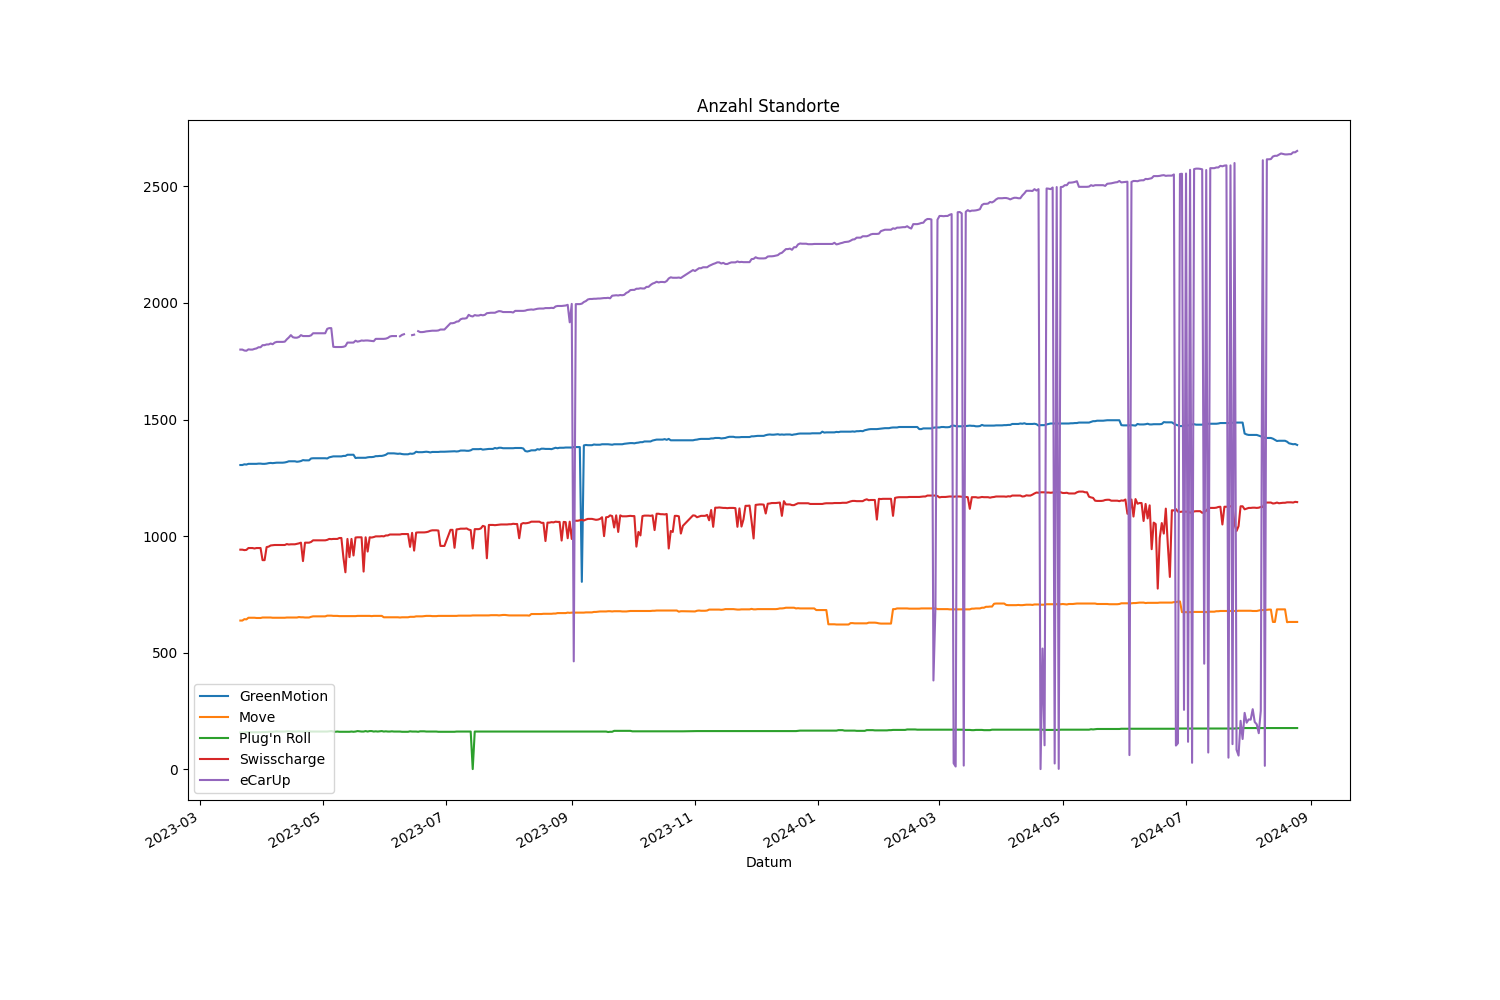 Anzahl Standorte
2500
2000
1500
1000
500
0
GreenMotion
Move
Plug'n Roll
Swisscharge
eCarUp
2023-03
2023-05
2023-07
2023-09
2023-11
2024-01
2024-03
2024-05
2024-07
2024-09
Datum